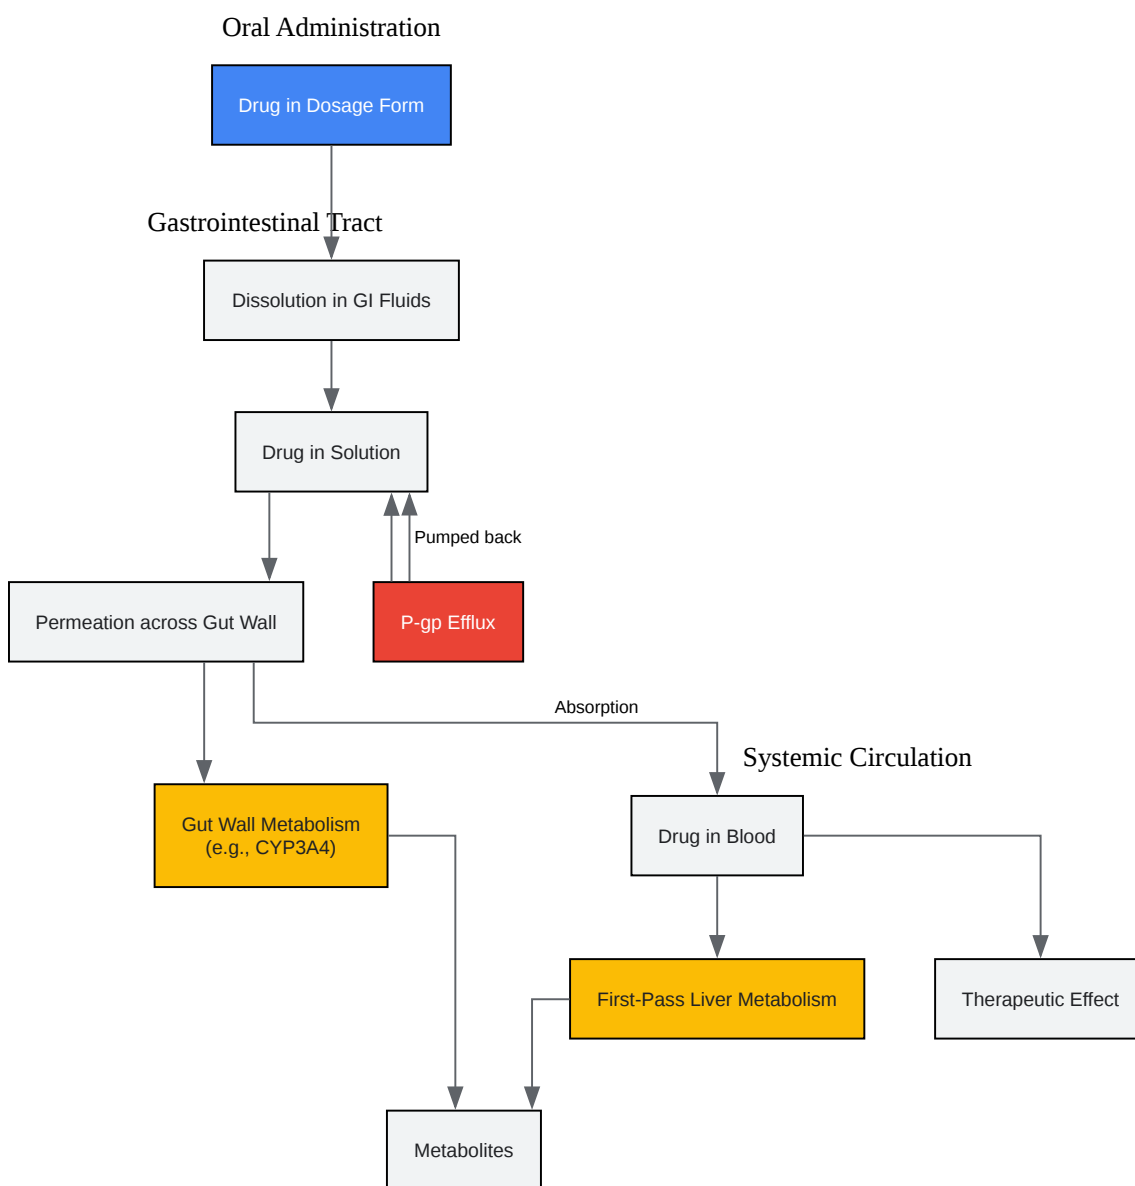 Oral Administration
Drug in Dosage Form
Gastrointestinal Tract
Dissolution in GI Fluids
Drug in Solution
Pumped back
Permeation across Gut Wall
P-gp Efflux
Absorption
Systemic Circulation
Gut Wall Metabolism
(e.g., CYP3A4)
Drug in Blood
First-Pass Liver Metabolism
Therapeutic Effect
Metabolites